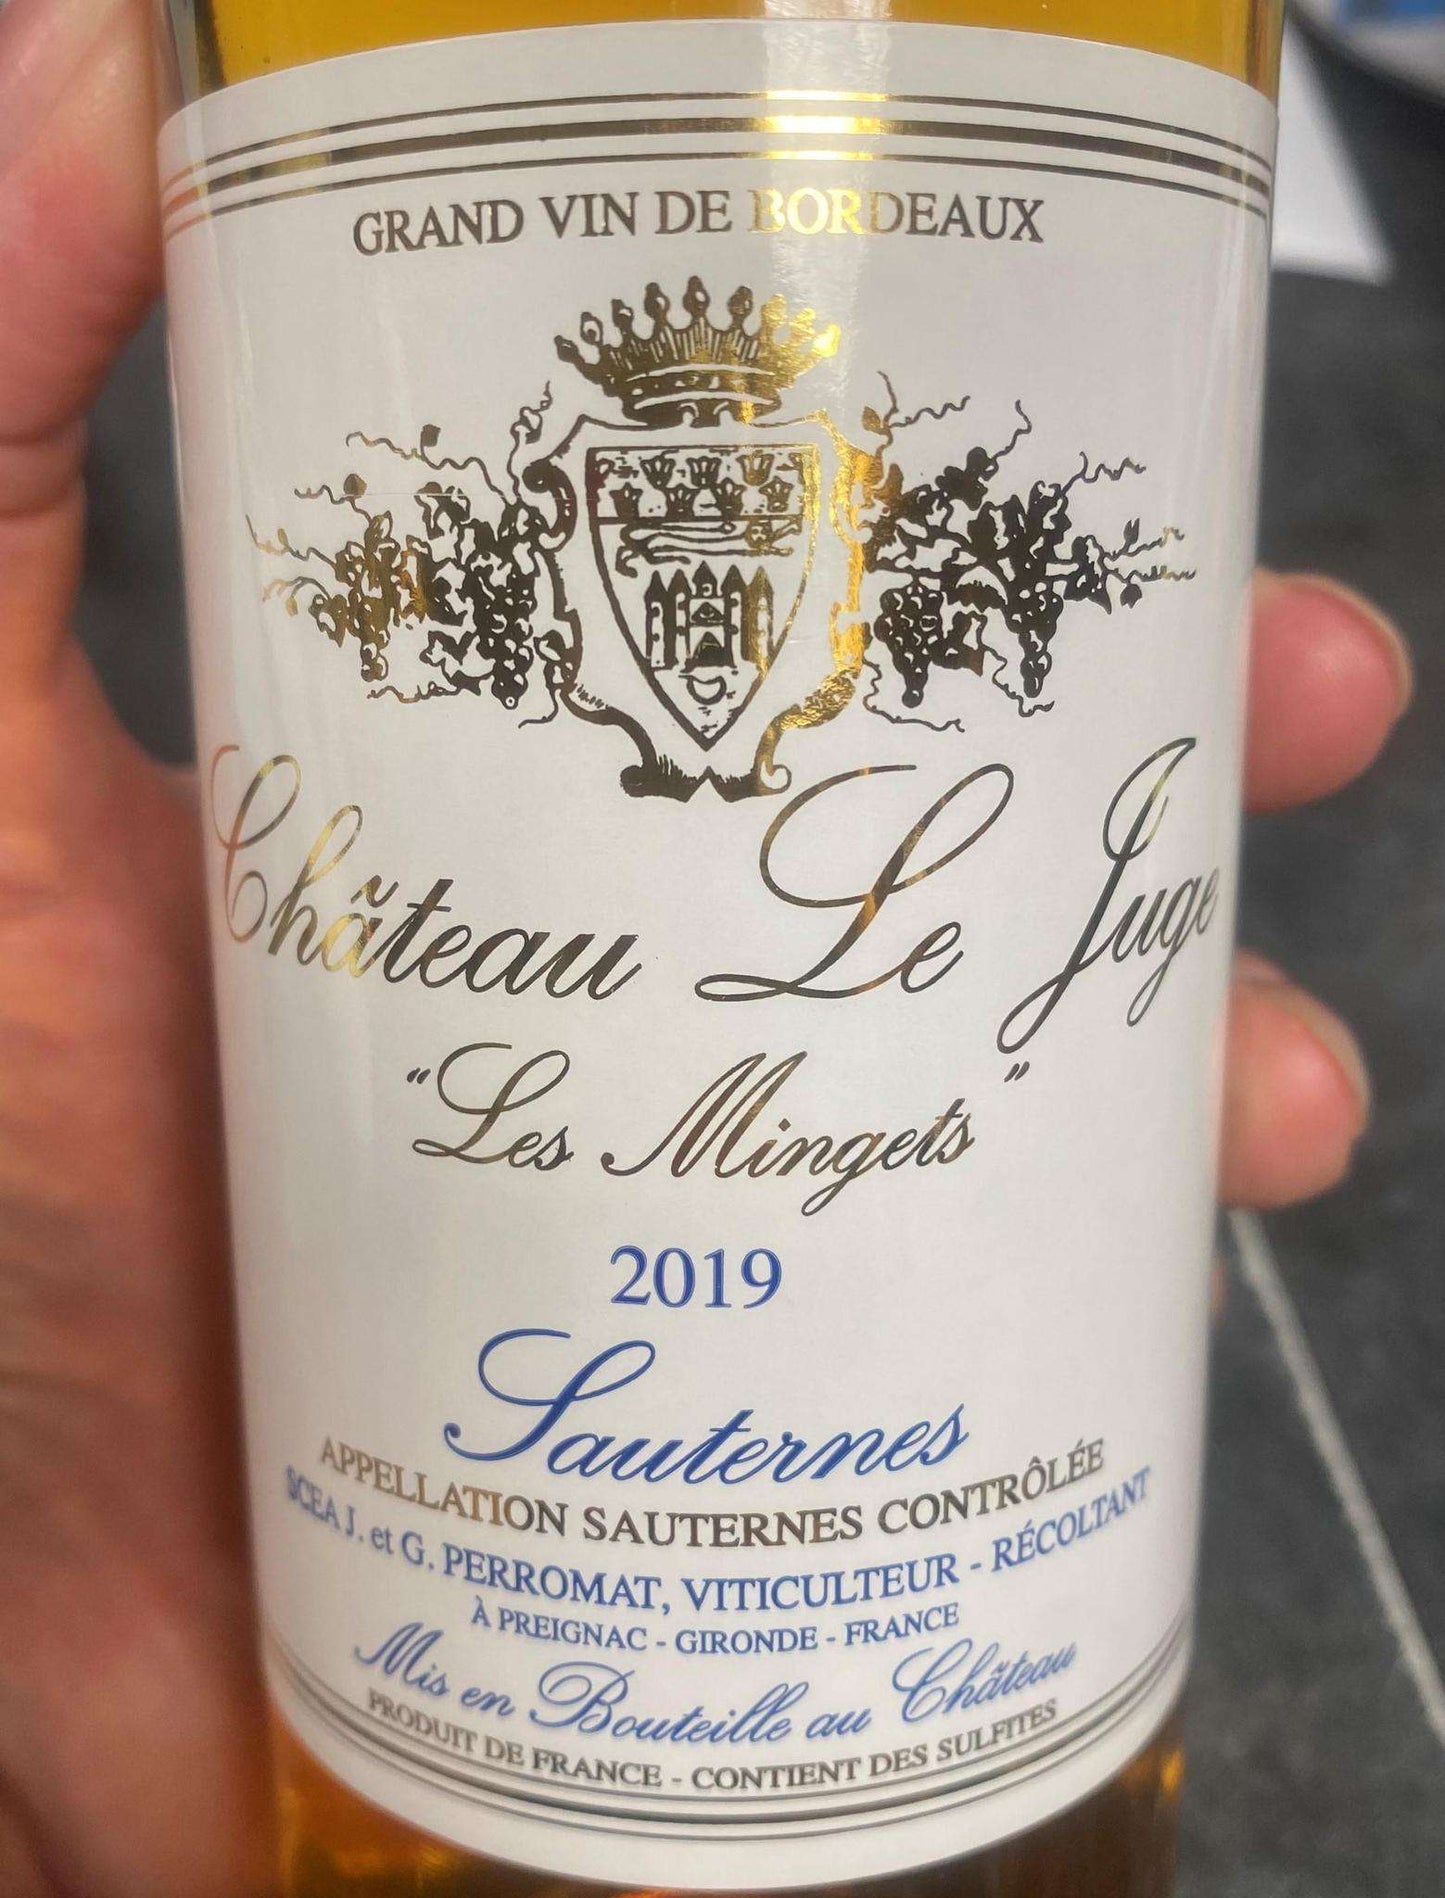 GRAND VIN DE BORDEAUX
Château Le Juge
"Les Mingets"
2019
Sauternes
APPELLATION SAUTERNES CONTRÔLÉE
SCEA J. et G. PERROMAT, VITICULTEUR - RÉCOLTANT
À PREIGNAC - GIRONDE - FRANCE
Mis en Bouteille au Château
PRODUIT DE FRANCE - CONTIENT DES SULFITES